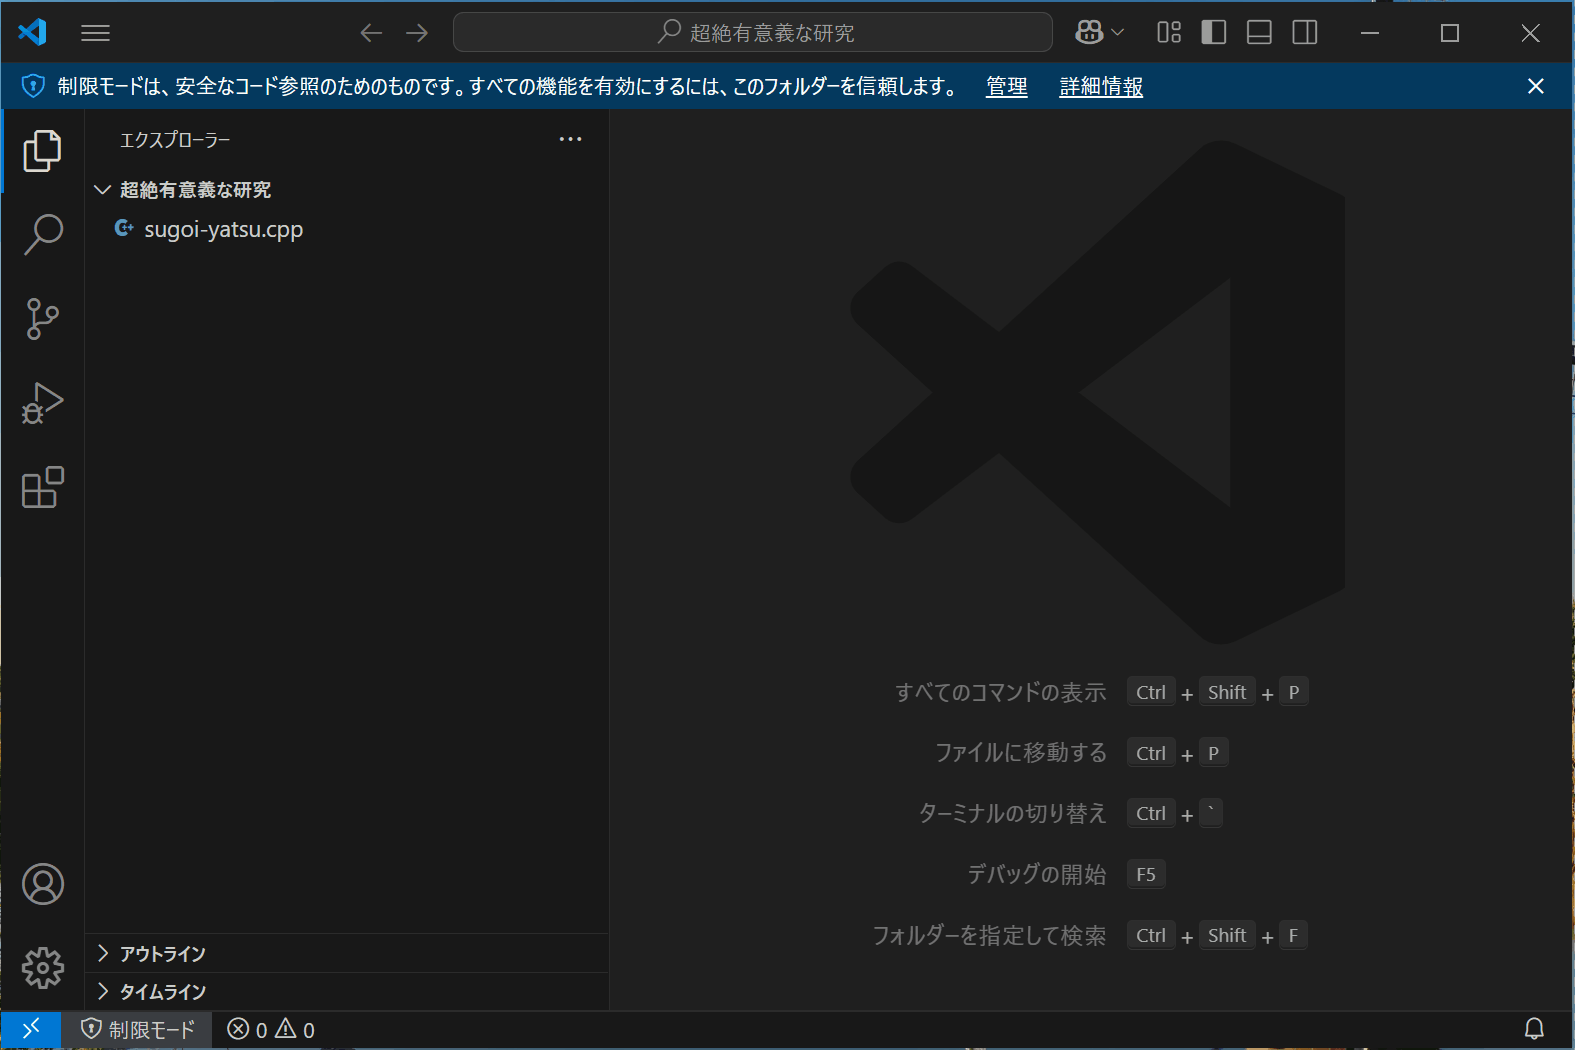 超絶有意義な研究
制限モードは、安全なコード参照のためのものです。すべての機能を有効にするには、このフォルダーを信頼します。 管理 詳細情報
エクスプローラー
超絶有意義な研究
sugoi-yatsu.cpp
すべてのコマンドの表示 Ctrl + Shift + P
ファイルに移動する Ctrl + P
ターミナルの切り替え Ctrl + `
デバッグの開始 F5
フォルダーを指定して検索 Ctrl + Shift + F
アウトライン
タイムライン
制限モード 0 0